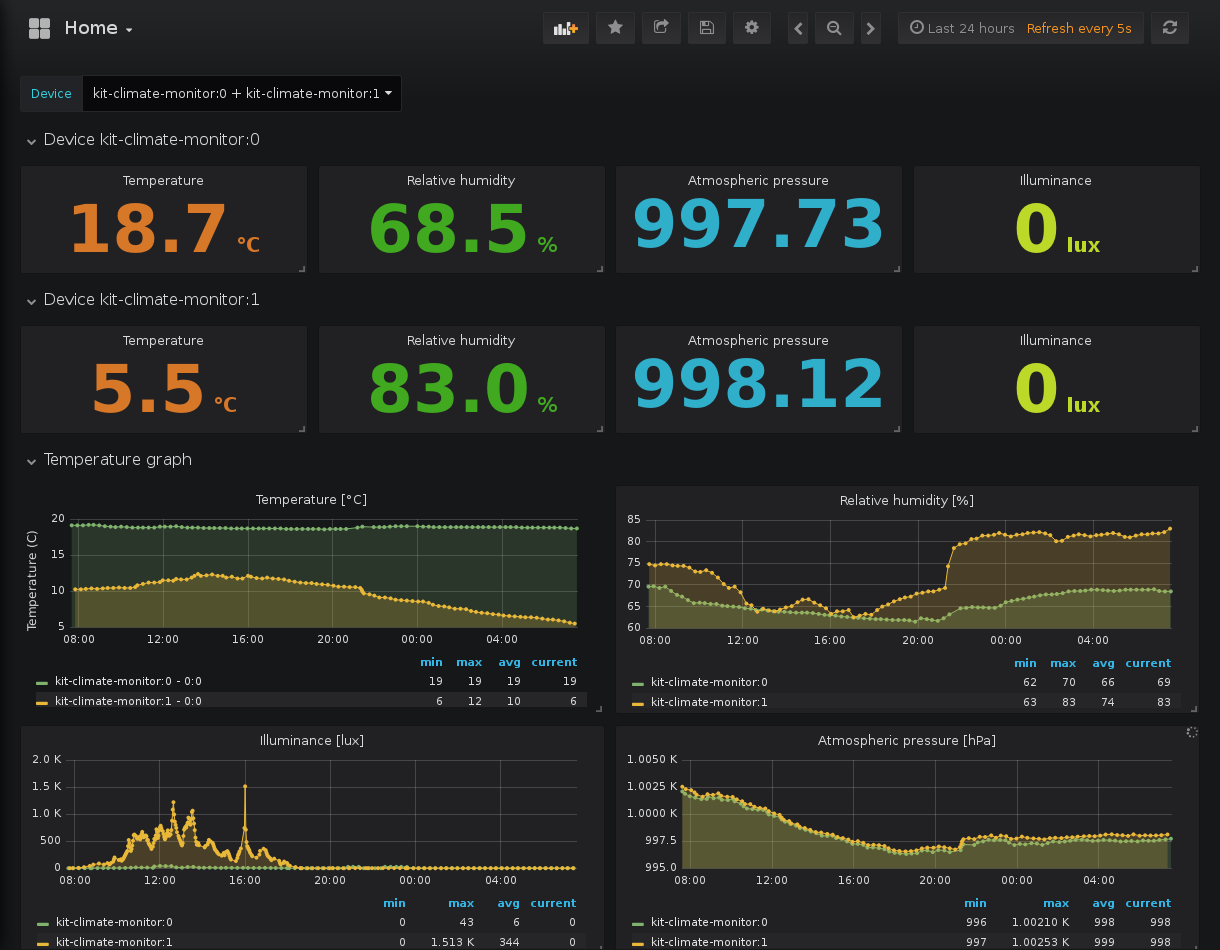 Home
Last 24 hours Refresh every 5s
Device kit-climate-monitor:0 + kit-climate-monitor:1
Device kit-climate-monitor:0
Temperature Relative humidity Atmospheric pressure Illuminance
18.7 °C 68.5 % 997.73 0 lux
Device kit-climate-monitor:1
Temperature Relative humidity Atmospheric pressure Illuminance
5.5 °C 83.0 % 998.12 0 lux
Temperature graph
Temperature [°C]
Temperature (C)
20
15
10
5
08:00 12:00 16:00 20:00 00:00 04:00
min max avg current
kit-climate-monitor:0 - 0:0 19 19 19 19
kit-climate-monitor:1 - 0:0 6 12 10 6
Relative humidity [%]
85
80
75
70
65
60
08:00 12:00 16:00 20:00 00:00 04:00
min max avg current
kit-climate-monitor:0 62 70 66 69
kit-climate-monitor:1 63 83 74 83
Illuminance [lux]
2.0 K
1.5 K
1.0 K
500
0
08:00 12:00 16:00 20:00 00:00 04:00
min max avg current
kit-climate-monitor:0 0 43 6 0
kit-climate-monitor:1 0 1.513 K 344 0
Atmospheric pressure [hPa]
1.0050 K
1.0025 K
1.0000 K
997.5
995.0
08:00 12:00 16:00 20:00 00:00 04:00
min max avg current
kit-climate-monitor:0 996 1.00210 K 998 998
kit-climate-monitor:1 997 1.00253 K 999 998